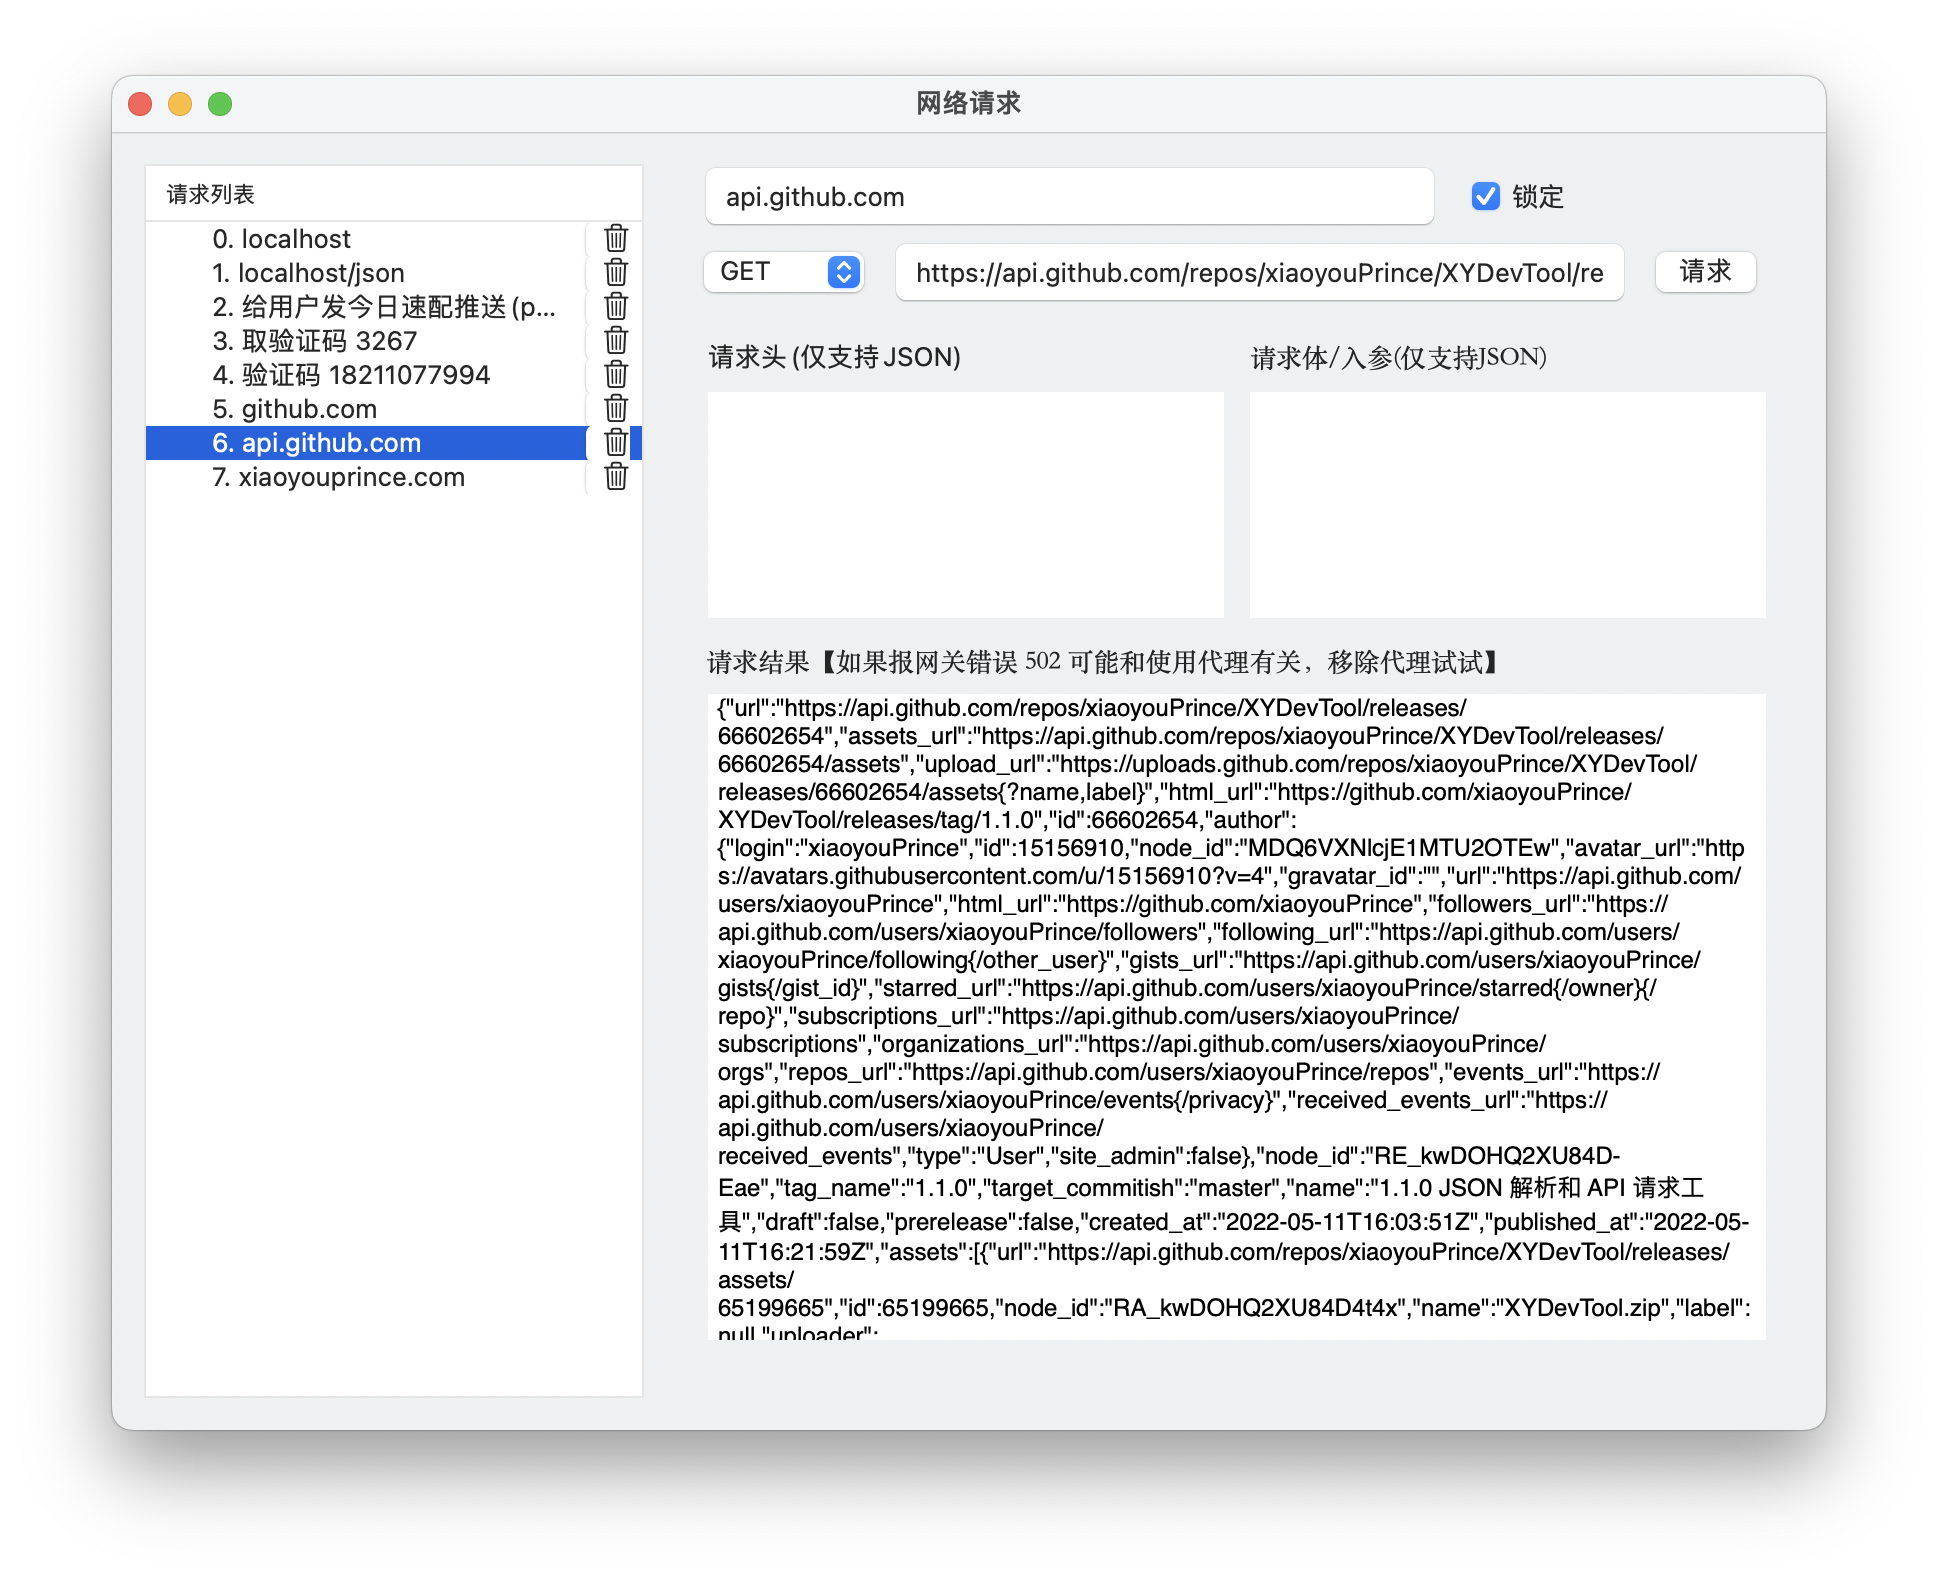 网络请求
请求列表
0. localhost
1. localhost/json
2. 给用户发今日速配推送(p...
3. 取验证码 3267
4. 验证码 18211077994
5. github.com
6. api.github.com
7. xiaoyouprince.com
api.github.com
锁定
GET
https://api.github.com/repos/xiaoyouPrince/XYDevTool/re
请求
请求头(仅支持JSON)
请求体/入参(仅支持JSON)
请求结果【如果报网关错误 502 可能和使用代理有关，移除代理试试】
{"url":"https://api.github.com/repos/xiaoyouPrince/XYDevTool/releases/
66602654","assets_url":"https://api.github.com/repos/xiaoyouPrince/XYDevTool/releases/
66602654/assets","upload_url":"https://uploads.github.com/repos/xiaoyouPrince/XYDevTool/
releases/66602654/assets{?name,label}","html_url":"https://github.com/xiaoyouPrince/
XYDevTool/releases/tag/1.1.0","id":66602654,"author":
{"login":"xiaoyouPrince","id":15156910,"node_id":"MDQ6VXNlcjE1MTU2OTEw","avatar_url":"http
s://avatars.githubusercontent.com/u/15156910?v=4","gravatar_id":"","url":"https://api.github.com/
users/xiaoyouPrince","html_url":"https://github.com/xiaoyouPrince","followers_url":"https://
api.github.com/users/xiaoyouPrince/followers","following_url":"https://api.github.com/users/
xiaoyouPrince/following{/other_user}","gists_url":"https://api.github.com/users/xiaoyouPrince/
gists{/gist_id}","starred_url":"https://api.github.com/users/xiaoyouPrince/starred{/owner}{/
repo}","subscriptions_url":"https://api.github.com/users/xiaoyouPrince/
subscriptions","organizations_url":"https://api.github.com/users/xiaoyouPrince/
orgs","repos_url":"https://api.github.com/users/xiaoyouPrince/repos","events_url":"https://
api.github.com/users/xiaoyouPrince/events{/privacy}","received_events_url":"https://
api.github.com/users/xiaoyouPrince/
received_events","type":"User","site_admin":false},"node_id":"RE_kwDOHQ2XU84D-
Eae","tag_name":"1.1.0","target_commitish":"master","name":"1.1.0 JSON 解析和 API 请求工
具","draft":false,"prerelease":false,"created_at":"2022-05-11T16:03:51Z","published_at":"2022-05-
11T16:21:59Z","assets":[{"url":"https://api.github.com/repos/xiaoyouPrince/XYDevTool/releases/
assets/
65199665","id":65199665,"node_id":"RA_kwDOHQ2XU84D4t4x","name":"XYDevTool.zip","label":
null,"uploader":